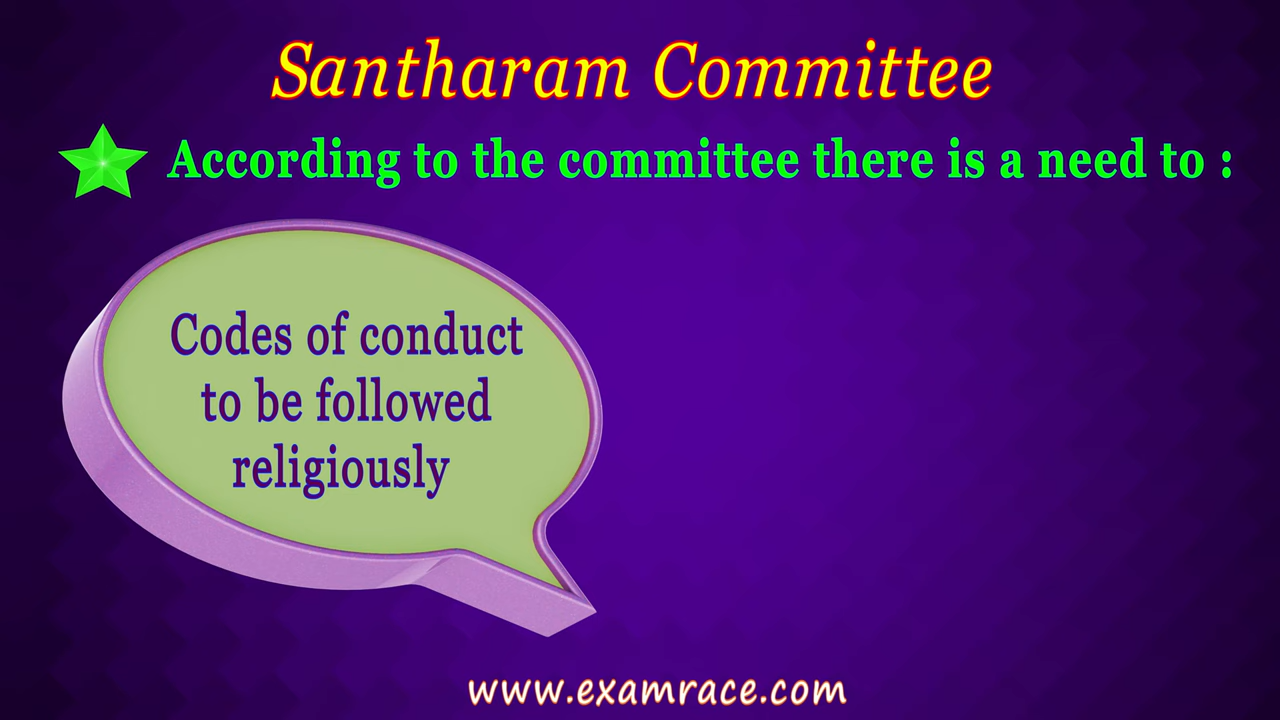 Santharam Committee
According to the committee there is a need to :
Codes of conduct
to be followed
religiously
www.examrace.com